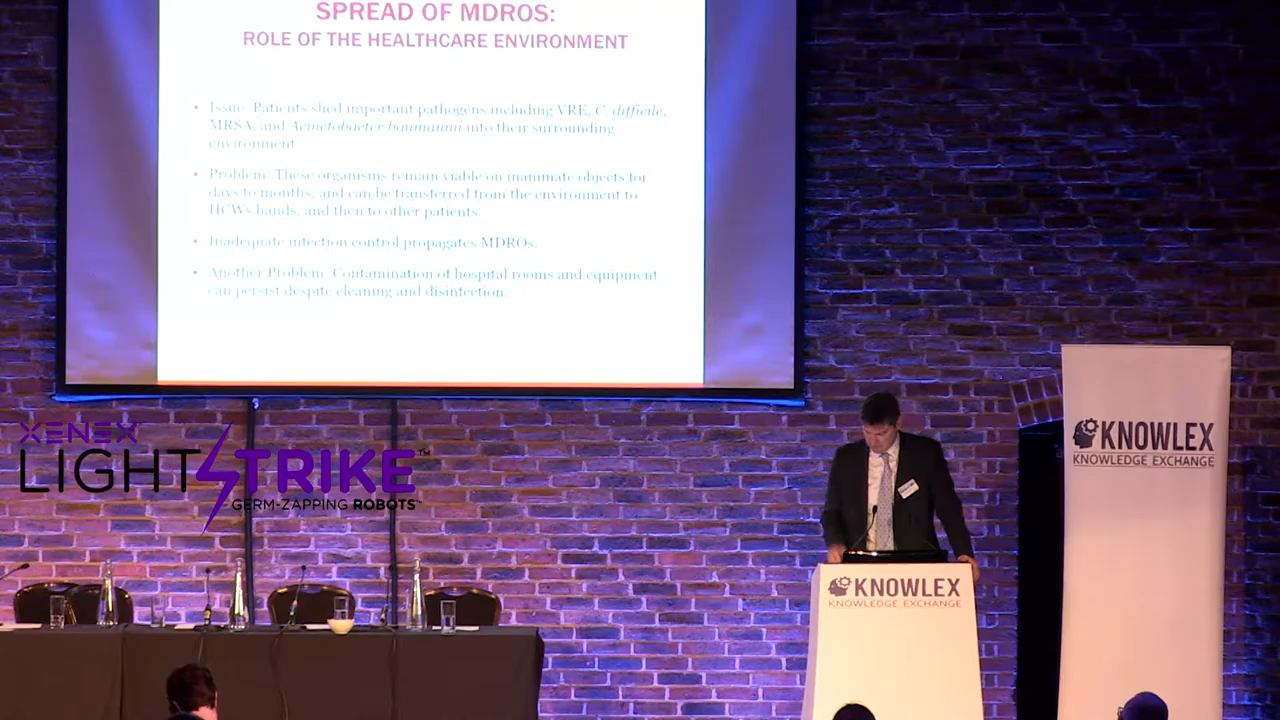 SPREAD OF MDROS:
ROLE OF THE HEALTHCARE ENVIRONMENT
• Issue: Patients shed important pathogens including VRE, C. difficile,
MRSA, and Acinetobacter baumannii into their surrounding
environment
• Problem: These organisms remain viable on inanimate objects for
days to months, and can be transferred from the environment to
HCWs hands, and then to other patients.
• Inadequate infection control propagates MDROs.
• Another Problem: Contamination of hospital rooms and equipment
can persist despite cleaning and disinfection.
XENEX
LIGHTSTRIKE™
GERM-ZAPPING ROBOTS™
KNOWLEX
KNOWLEDGE EXCHANGE
KNOWLEX
KNOWLEDGE EXCHANGE